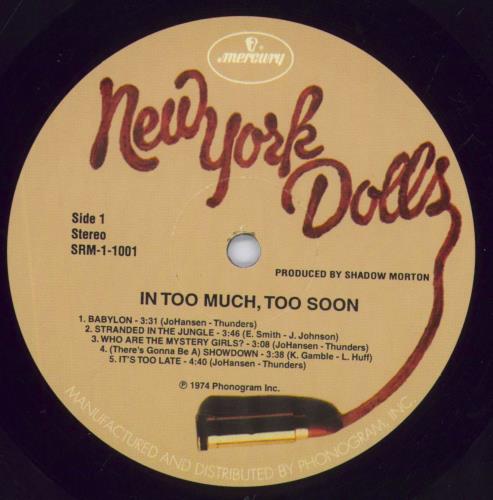 mercury
New York
Dolls
Side 1
Stereo
SRM-1-1001
PRODUCED BY SHADOW MORTON
IN TOO MUCH, TOO SOON
1. BABYLON - 3:31 (JoHansen - Thunders)
2. STRANDED IN THE JUNGLE - 3:46 (E. Smith - J. Johnson)
3. WHO ARE THE MYSTERY GIRLS? - 3:08 (JoHansen - Thunders)
4. (There's Gonna Be A) SHOWDOWN - 3:38 (K. Gamble - L. Huff)
5. IT'S TOO LATE - 4:40 (JoHansen - Thunders)
℗ 1974 Phonogram Inc.
MANUFACTURED AND DISTRIBUTED BY PHONOGRAM, INC.